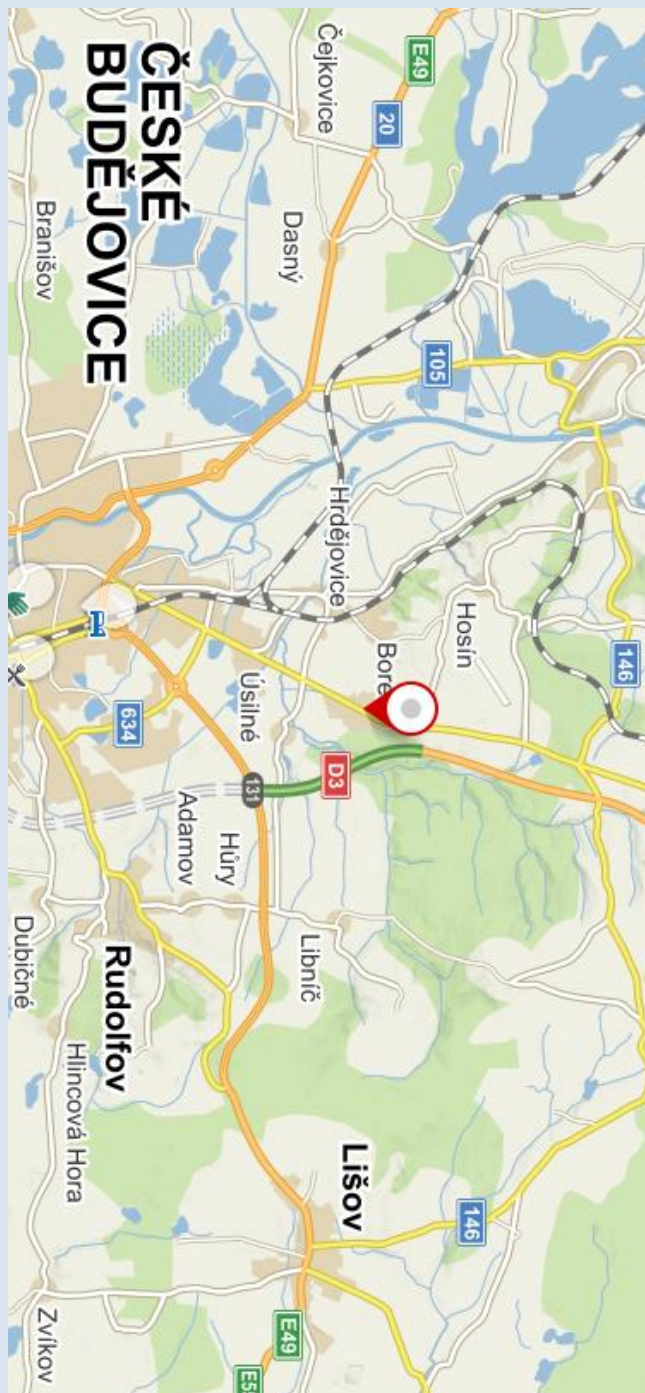 146
E49
20
105
Hosín
146
Čejkovice
Bore
Dasný
Hrdějovice
D3
Lišov
Libníč
E49
Úsilné
131
Hůry
Adamov
ČESKÉ
BUDĚJOVICE
634
Rudolfov
Hlincová Hora
Branišov
Zvíkov
Dubičné